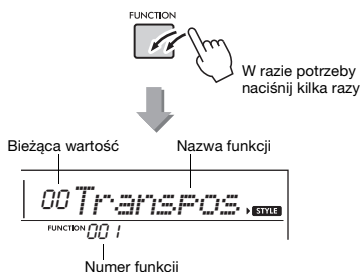 FUNCTION
W razie potrzeby
naciśnij kilka razy
Bieżąca wartość Nazwa funkcji
00 Transpos STYLE
FUNCTION 001
Numer funkcji